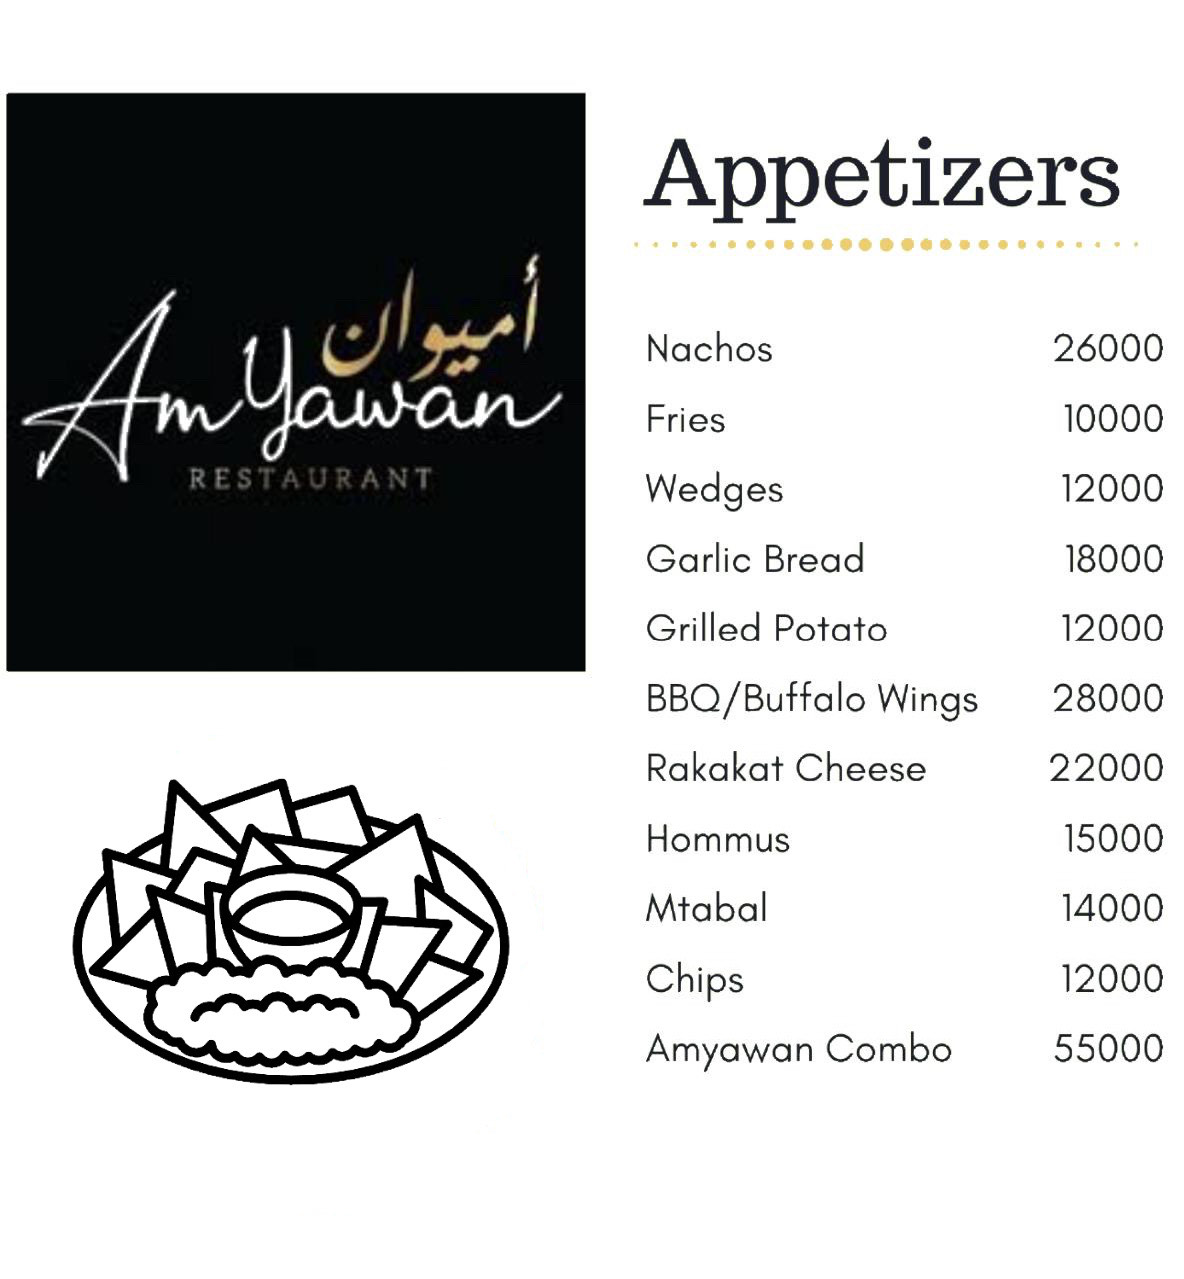 أميوان
AmYawan
RESTAURANT
Appetizers
Nachos 26000
Fries 10000
Wedges 12000
Garlic Bread 18000
Grilled Potato 12000
BBQ/Buffalo Wings 28000
Rakakat Cheese 22000
Hommus 15000
Mtabal 14000
Chips 12000
Amyawan Combo 55000